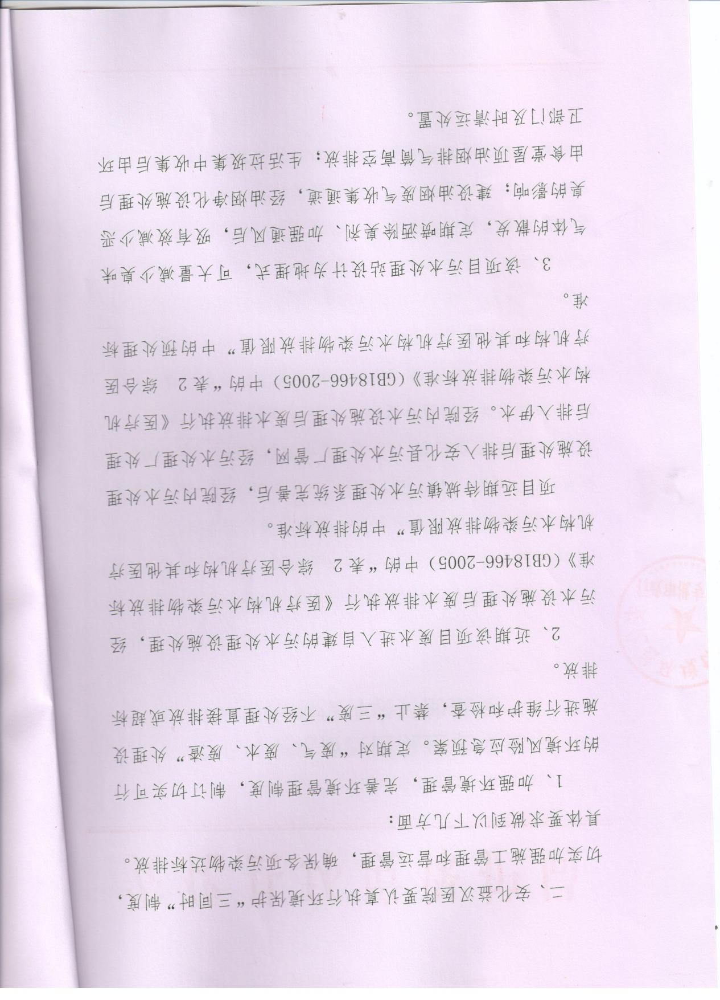 二、安化益汉医院要认真执行环境保护“三同时”制度，
切实加强施工管理和营运管理，确保各项污染物达标排放。
具体要求做到以下几方面：
1、加强环境管理，完善环境管理制度，制订切实可行
的环境风险应急预案。定期对“废气、废水、废渣”处理设
施进行维护和检查，禁止“三废”不经处理直接排放或超标
排放。
2、近期该项目废水进入自建的污水处理设施处理，经
污水设施处理后废水排放执行《医疗机构水污染物排放标
准》（GB18466-2005）中的“表2 综合医疗机构和其他医疗
机构水污染物排放限值”中的排放标准。
项目远期待城镇污水处理系统完善后，经院内污水处理
设施处理后排入安化县污水处理厂管网，经污水处理厂处理
后排入伊水。经院内污水设施处理后废水排放执行《医疗机
构水污染物排放标准》（GB18466-2005）中的“表2 综合医
疗机构和其他医疗机构水污染物排放限值”中的预处理标
准。
3、该项目污水处理站设计为地埋式，可大量减少臭味
气体的散发，定期喷洒除臭剂、加强通风后，吸有效减少恶
臭的影响；建设油烟废气收集通道，经油烟净化设施处理后
由食堂屋顶油烟排气筒高空排放；生活垃圾集中收集后由环
卫部门及时清运处置。